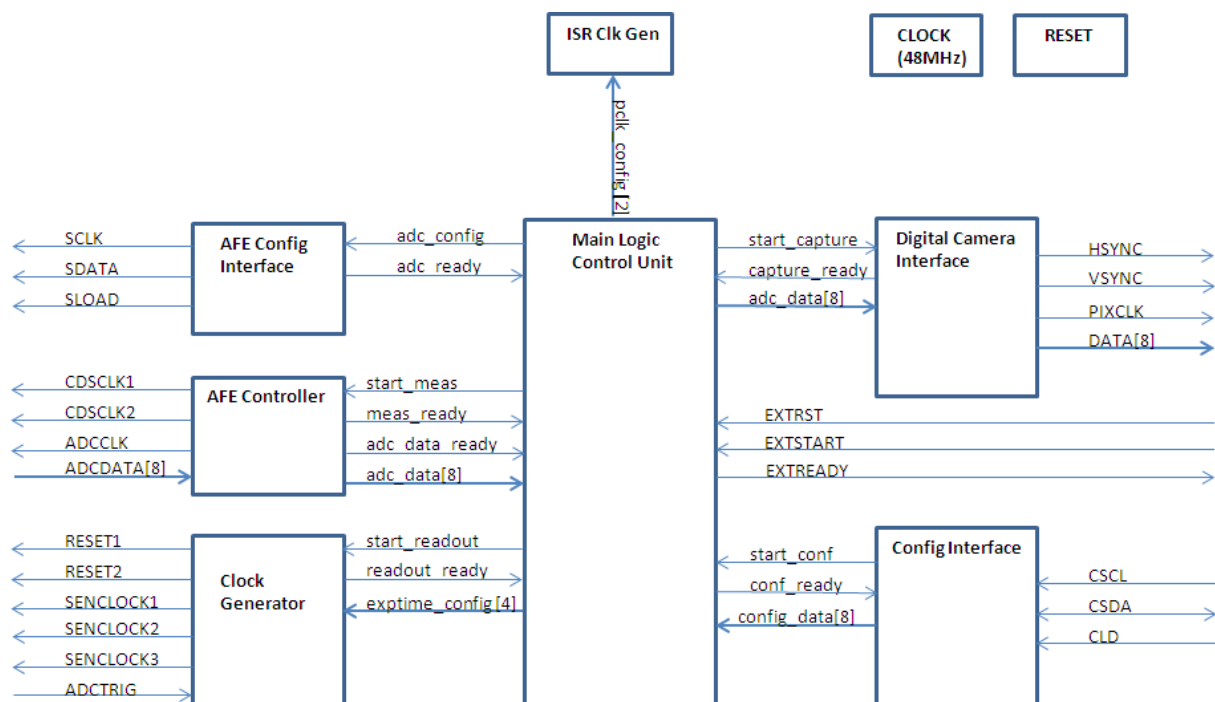 ISR Clk Gen
CLOCK
(48MHz)
RESET
pclk_config[2]
AFE Config
Interface
SCLK
SDATA
SLOAD
adc_config
adc_ready
Main Logic
Control Unit
start_capture
capture_ready
adc_data[8]
Digital Camera
Interface
HSYNC
VSYNC
PIXCLK
DATA[8]
CDSCLK1
CDSCLK2
ADCCLK
ADCDATA[8]
AFE Controller
start_meas
meas_ready
adc_data_ready
adc_data[8]
EXTRST
EXTSTART
EXTREADY
RESET1
RESET2
SENCLOCK1
SENCLOCK2
SENCLOCK3
ADCTRIG
Clock
Generator
start_readout
readout_ready
exptime_config[4]
start_conf
conf_ready
config_data[8]
Config Interface
CSCL
CSDA
CLD